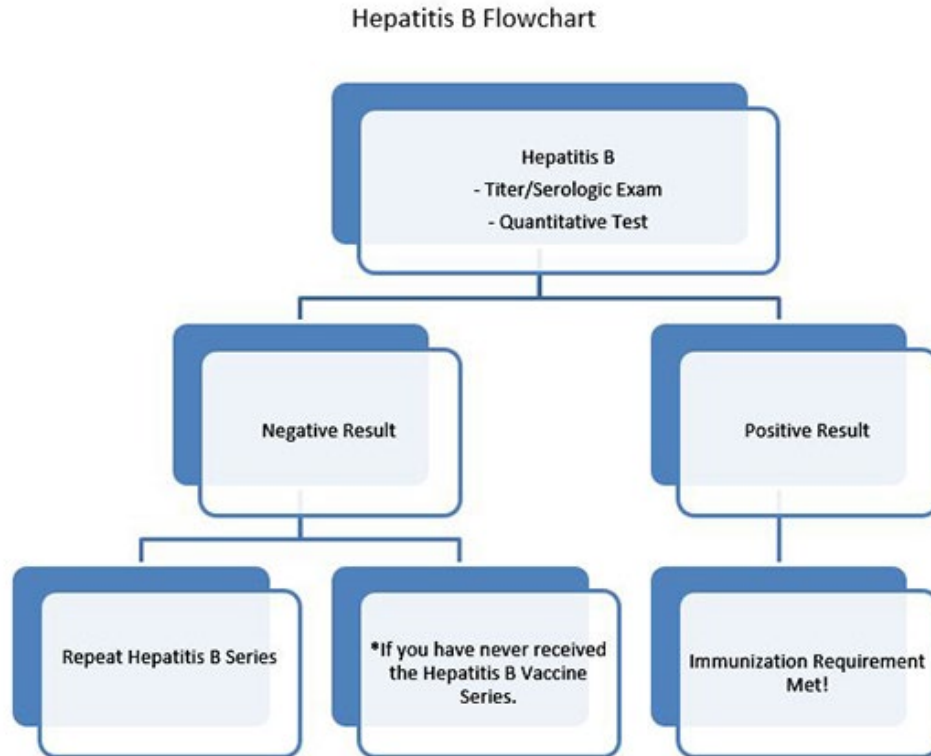 Hepatitis B Flowchart
Hepatitis B
- Titer/Serologic Exam
- Quantitative Test
Negative Result
Positive Result
Repeat Hepatitis B Series
*If you have never received
the Hepatitis B Vaccine
Series.
Immunization Requirement
Met!